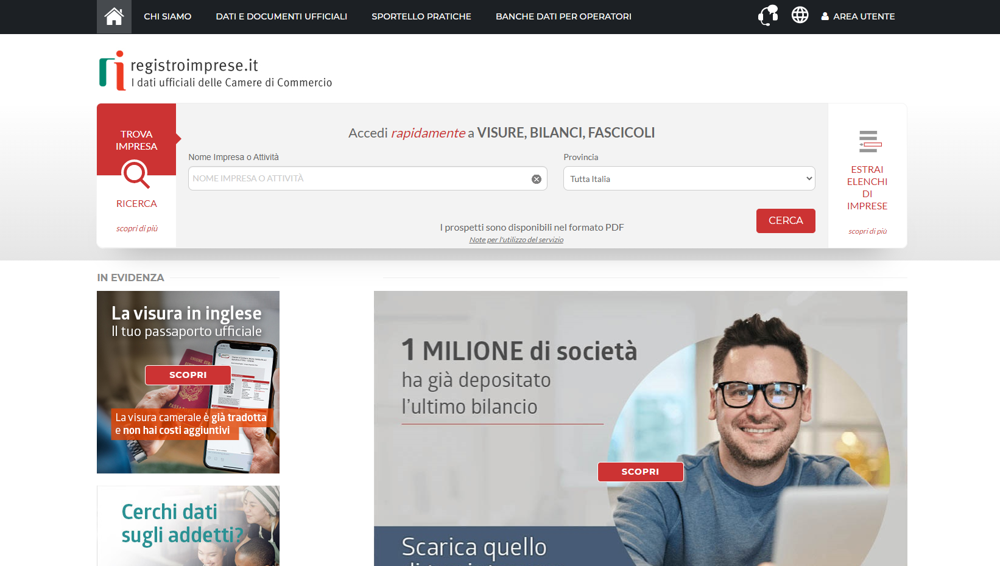 CHI SIAMO
DATI E DOCUMENTI UFFICIALI
SPORTELLO PRATICHE
BANCHE DATI PER OPERATORI
AREA UTENTE
registroimprese.it
I dati ufficiali delle Camere di Commercio
TROVA
IMPRESA
RICERCA
scopri di più
Accedi rapidamente a VISURE, BILANCI, FASCICOLI
Nome Impresa o Attività
NOME IMPRESA O ATTIVITÀ
Provincia
Tutta Italia
CERCA
I prospetti sono disponibili nel formato PDF
Note per l'utilizzo del servizio
ESTRAI
ELENCHI
DI
IMPRESE
scopri di più
IN EVIDENZA
La visura in inglese
Il tuo passaporto ufficiale
SCOPRI
La visura camerale è già tradotta
e non hai costi aggiuntivi
Cerchi dati
sugli addetti?
1 MILIONE di società
ha già depositato
l'ultimo bilancio
SCOPRI
Scarica quello